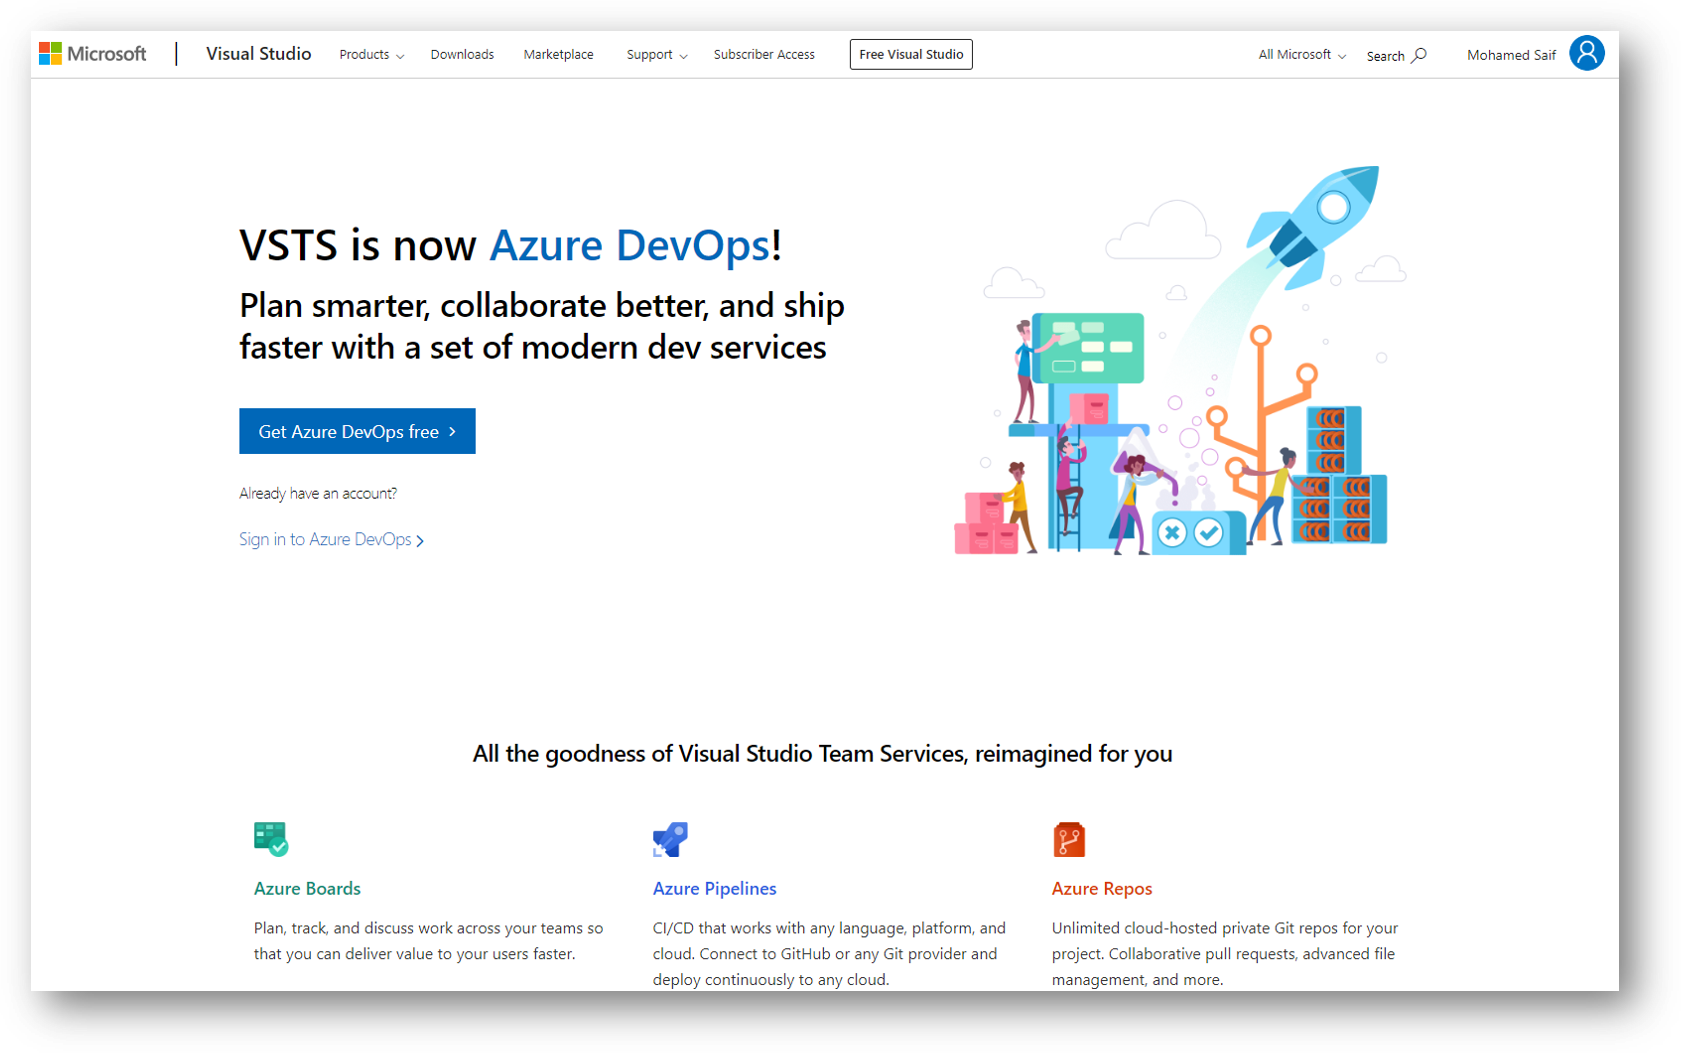 Microsoft
Visual Studio
Products
Downloads
Marketplace
Support
Subscriber Access
Free Visual Studio
All Microsoft
Search
Mohamed Saif
VSTS is now Azure DevOps!
Plan smarter, collaborate better, and ship
faster with a set of modern dev services
Get Azure DevOps free
Already have an account?
Sign in to Azure DevOps
All the goodness of Visual Studio Team Services, reimagined for you
Azure Boards
Plan, track, and discuss work across your teams so
that you can deliver value to your users faster.
Azure Pipelines
CI/CD that works with any language, platform, and
cloud. Connect to GitHub or any Git provider and
deploy continuously to any cloud.
Azure Repos
Unlimited cloud-hosted private Git repos for your
project. Collaborative pull requests, advanced file
management, and more.